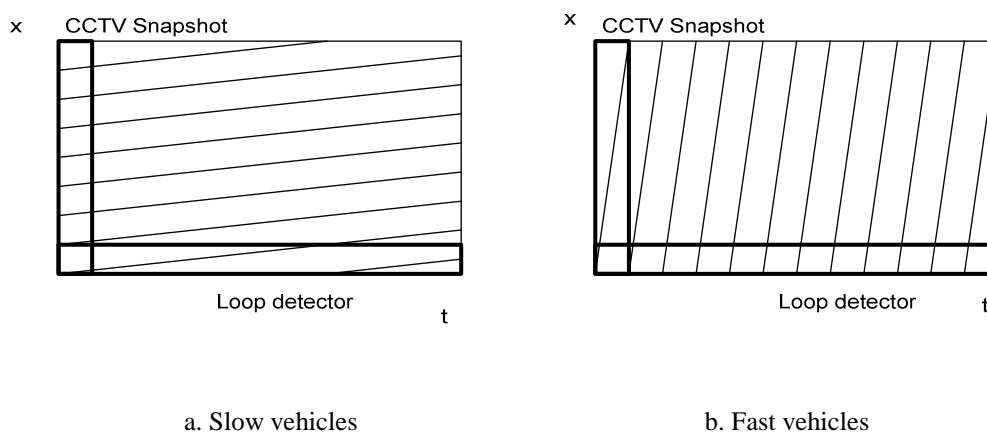 x CCTV Snapshot
Loop detector
t
a. Slow vehicles
x CCTV Snapshot
Loop detector
t
b. Fast vehicles